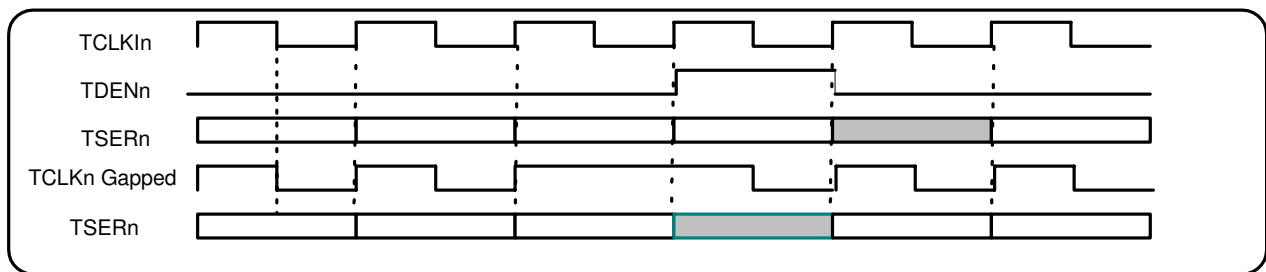 TCLKIn
TDENn
TSERn
TCLKn Gapped
TSERn